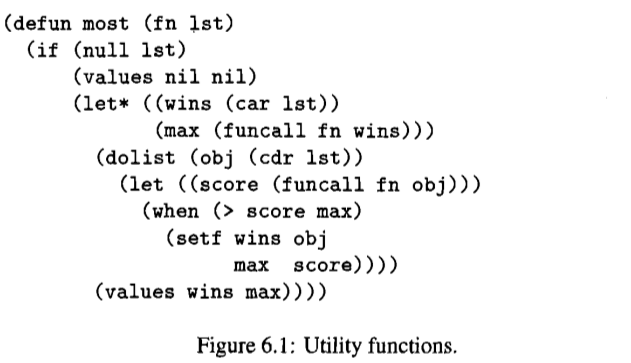 (defun most (fn lst)
  (if (null lst)
      (values nil nil)
      (let* ((wins (car lst))
             (max (funcall fn wins)))
        (dolist (obj (cdr lst))
          (let ((score (funcall fn obj)))
            (when (> score max)
              (setf wins obj
                    max  score))))
        (values wins max))))
Figure 6.1: Utility functions.